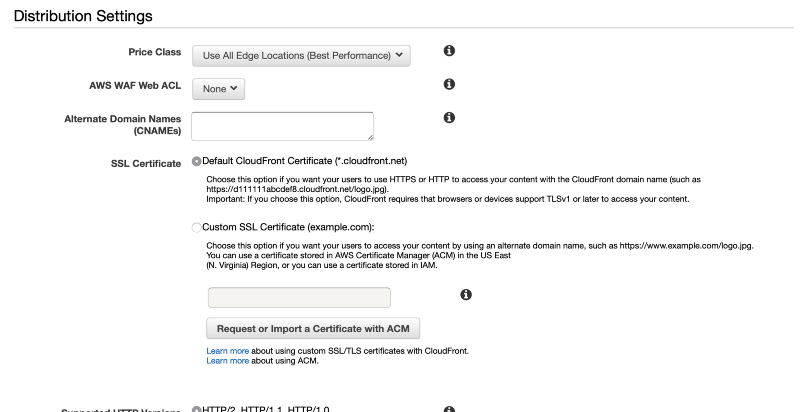 Distribution Settings
Price Class
Use All Edge Locations (Best Performance)
AWS WAF Web ACL
None
Alternate Domain Names
(CNAMEs)
SSL Certificate
Default CloudFront Certificate (*.cloudfront.net)
Choose this option if you want your users to use HTTPS or HTTP to access your content with the CloudFront domain name (such as
https://d111111abcdef8.cloudfront.net/logo.jpg).
Important: If you choose this option, CloudFront requires that browsers or devices support TLSv1 or later to access your content.
Custom SSL Certificate (example.com):
Choose this option if you want your users to access your content by using an alternate domain name, such as https://www.example.com/logo.jpg.
You can use a certificate stored in AWS Certificate Manager (ACM) in the US East
(N. Virginia) Region, or you can use a certificate stored in IAM.
Request or Import a Certificate with ACM
Learn more about using custom SSL/TLS certificates with CloudFront.
Learn more about using ACM.
Supported HTTP Versions
HTTP/2, HTTP/1.1, HTTP/1.0